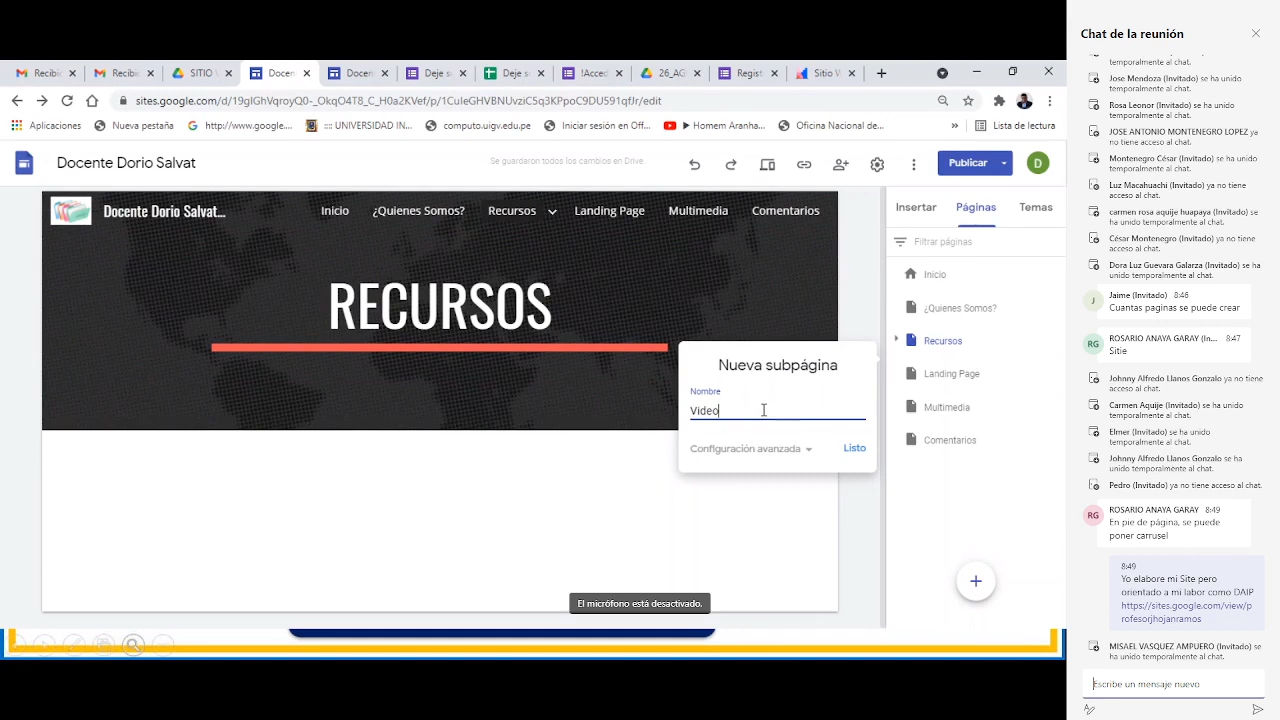 Recibir
Recibir
SITIO V
Docen
Docen
Deje s
Deje s
!Acced
26_AG
Regist
Sitio W
sites.google.com/d/19gIGhVqroyQ0-_OuqO4T8_C_H0a2KVef/p/1CuIeGHVBNUvziC5q3KPpoC9DU591qfJr/edit
Aplicaciones
Nueva pestaña
http://www.google....
:::: UNIVERSIDAD IN...
computo.uigv.edu.pe
Iniciar sesión en Off...
► Homem Aranha...
Oficina Nacional de...
»
Lista de lectura
Docente Dorio Salvat
Se guardaron todos los cambios en Drive.
Publicar
D
Docente Dorio Salvat...
Inicio
¿Quienes Somos?
Recursos
Landing Page
Multimedia
Comentarios
RECURSOS
Insertar
Páginas
Temas
Filtrar páginas
Inicio
¿Quienes Somos?
Recursos
Landing Page
Multimedia
Comentarios
Nueva subpágina
Nombre
Video
Configuración avanzada
Listo
El micrófono está desactivado.
Chat de la reunión
temporalmente al chat.
Jose Mendoza (Invitado) se ha unido
temporalmente al chat.
Rosa Leonor (Invitado) se ha unido
temporalmente al chat.
JOSE ANTONIO MONTENEGRO LOPEZ ya
no tiene acceso al chat.
Montenegro César (Invitado) se ha unido
temporalmente al chat.
Luz Macahuachi (Invitado) ya no tiene
acceso al chat.
carmen rosa aquije huapaya (Invitado) se
ha unido temporalmente al chat.
César Montenegro (Invitado) ya no tiene
acceso al chat.
Dora Luz Guevara Galarza (Invitado) se ha
unido temporalmente al chat.
J
Jaime (Invitado) 8:46
Cuantas paginas se puede crear
RG
ROSARIO ANAYA GARAY (In... 8:47
Sitie
Johnny Alfredo Llanos Gonzalo ya no tiene
acceso al chat.
Carmen Aquije (Invitado) se ha unido
temporalmente al chat.
Elmer (Invitado) se ha unido
temporalmente al chat.
Johnny Alfredo Llanos Gonzalo se ha
unido temporalmente al chat.
Pedro (Invitado) ya no tiene acceso al chat.
RG
ROSARIO ANAYA GARAY 8:49
En pie de página, se puede
poner carrusel
8:49
Yo elabore mi Site pero
orientado a mi labor como DAIP
https://sites.google.com/view/p
rofesorjhojanramos
MISAEL VASQUEZ AMPUERO (Invitado) se
ha unido temporalmente al chat.
Escribe un mensaje nuevo